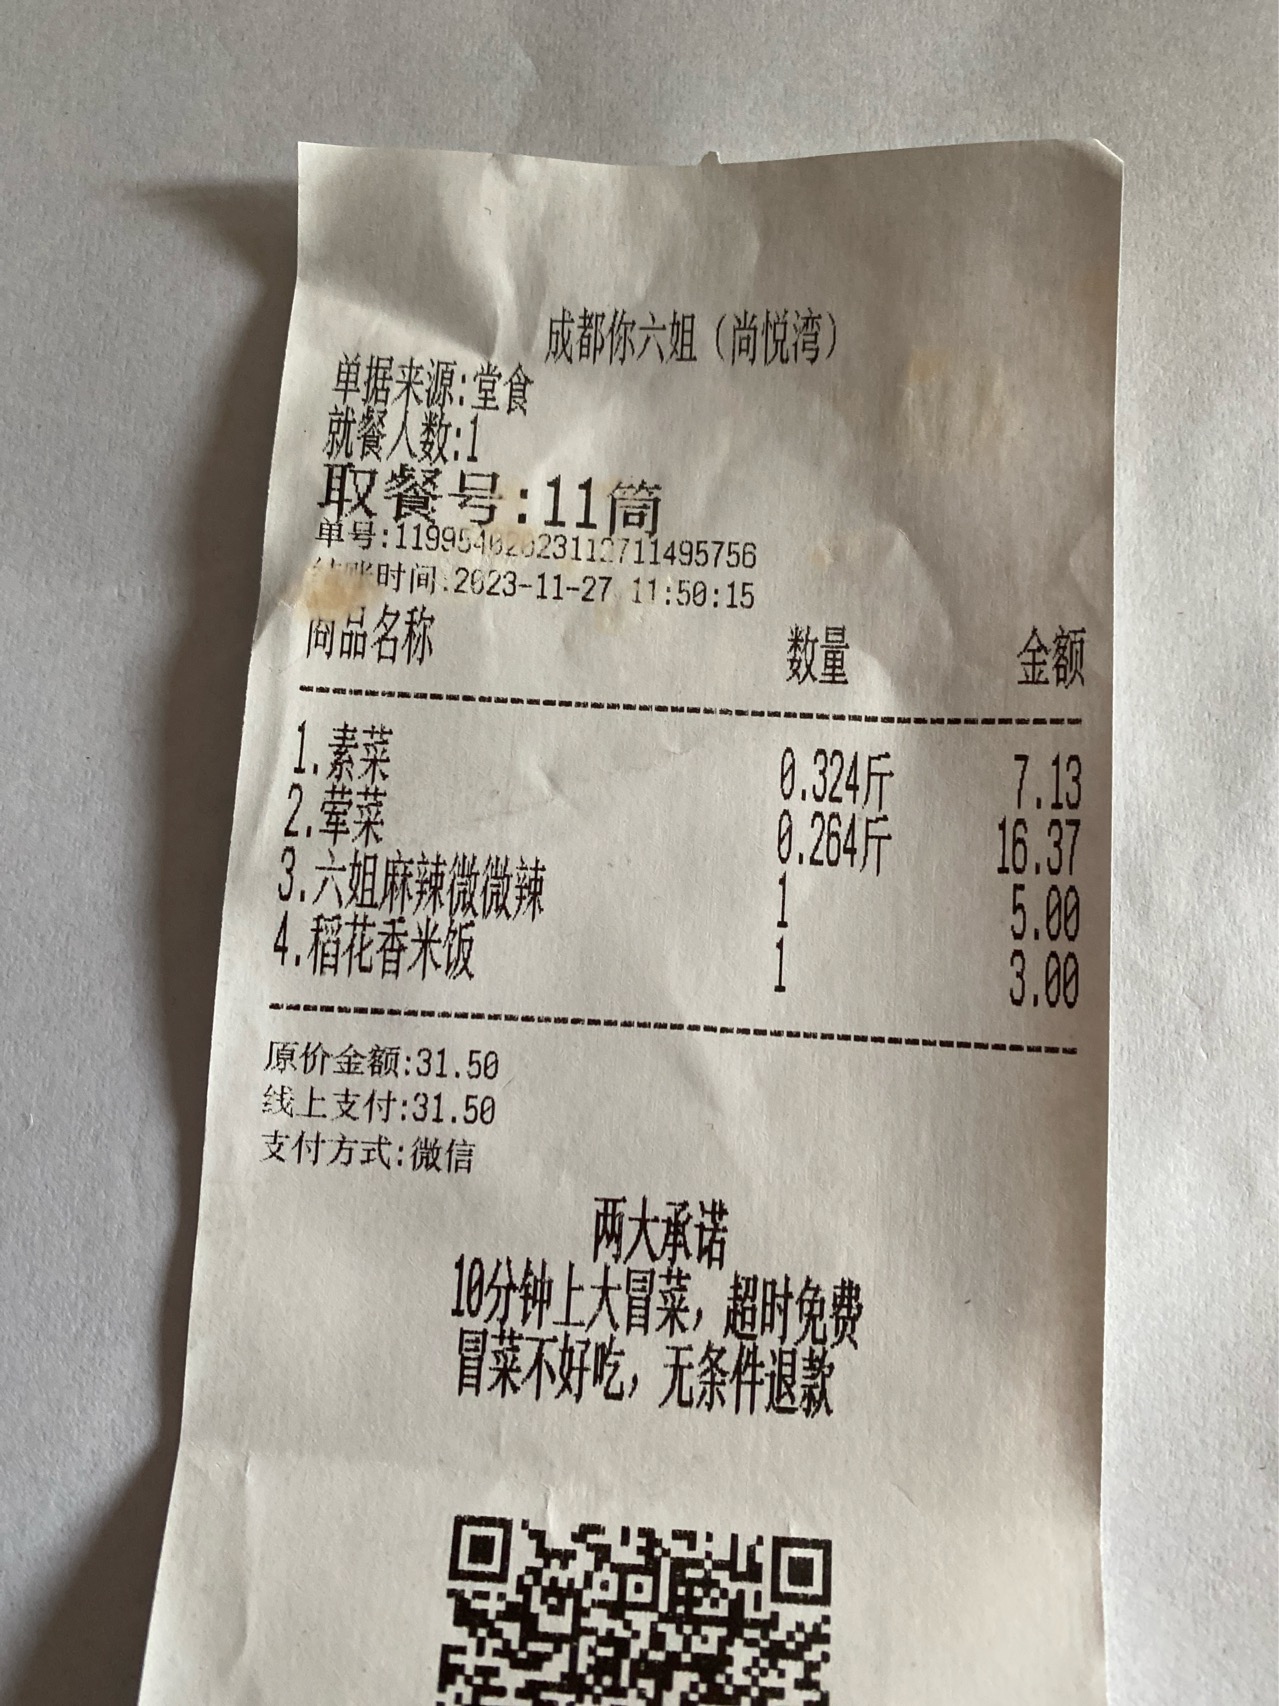 成都你六姐（尚悦湾）
单据来源:堂食
就餐人数:1
取餐号:11筒
单号:11995402023112711495756
结账时间:2023-11-27 11:50:15
商品名称 数量 金额
1.素菜 0.324斤 7.13
2.荤菜 0.264斤 16.37
3.六姐麻辣微微辣 1 5.00
4.稻花香米饭 1 3.00
原价金额:31.50
线上支付:31.50
支付方式:微信
两大承诺
10分钟上大冒菜，超时免费
冒菜不好吃，无条件退款